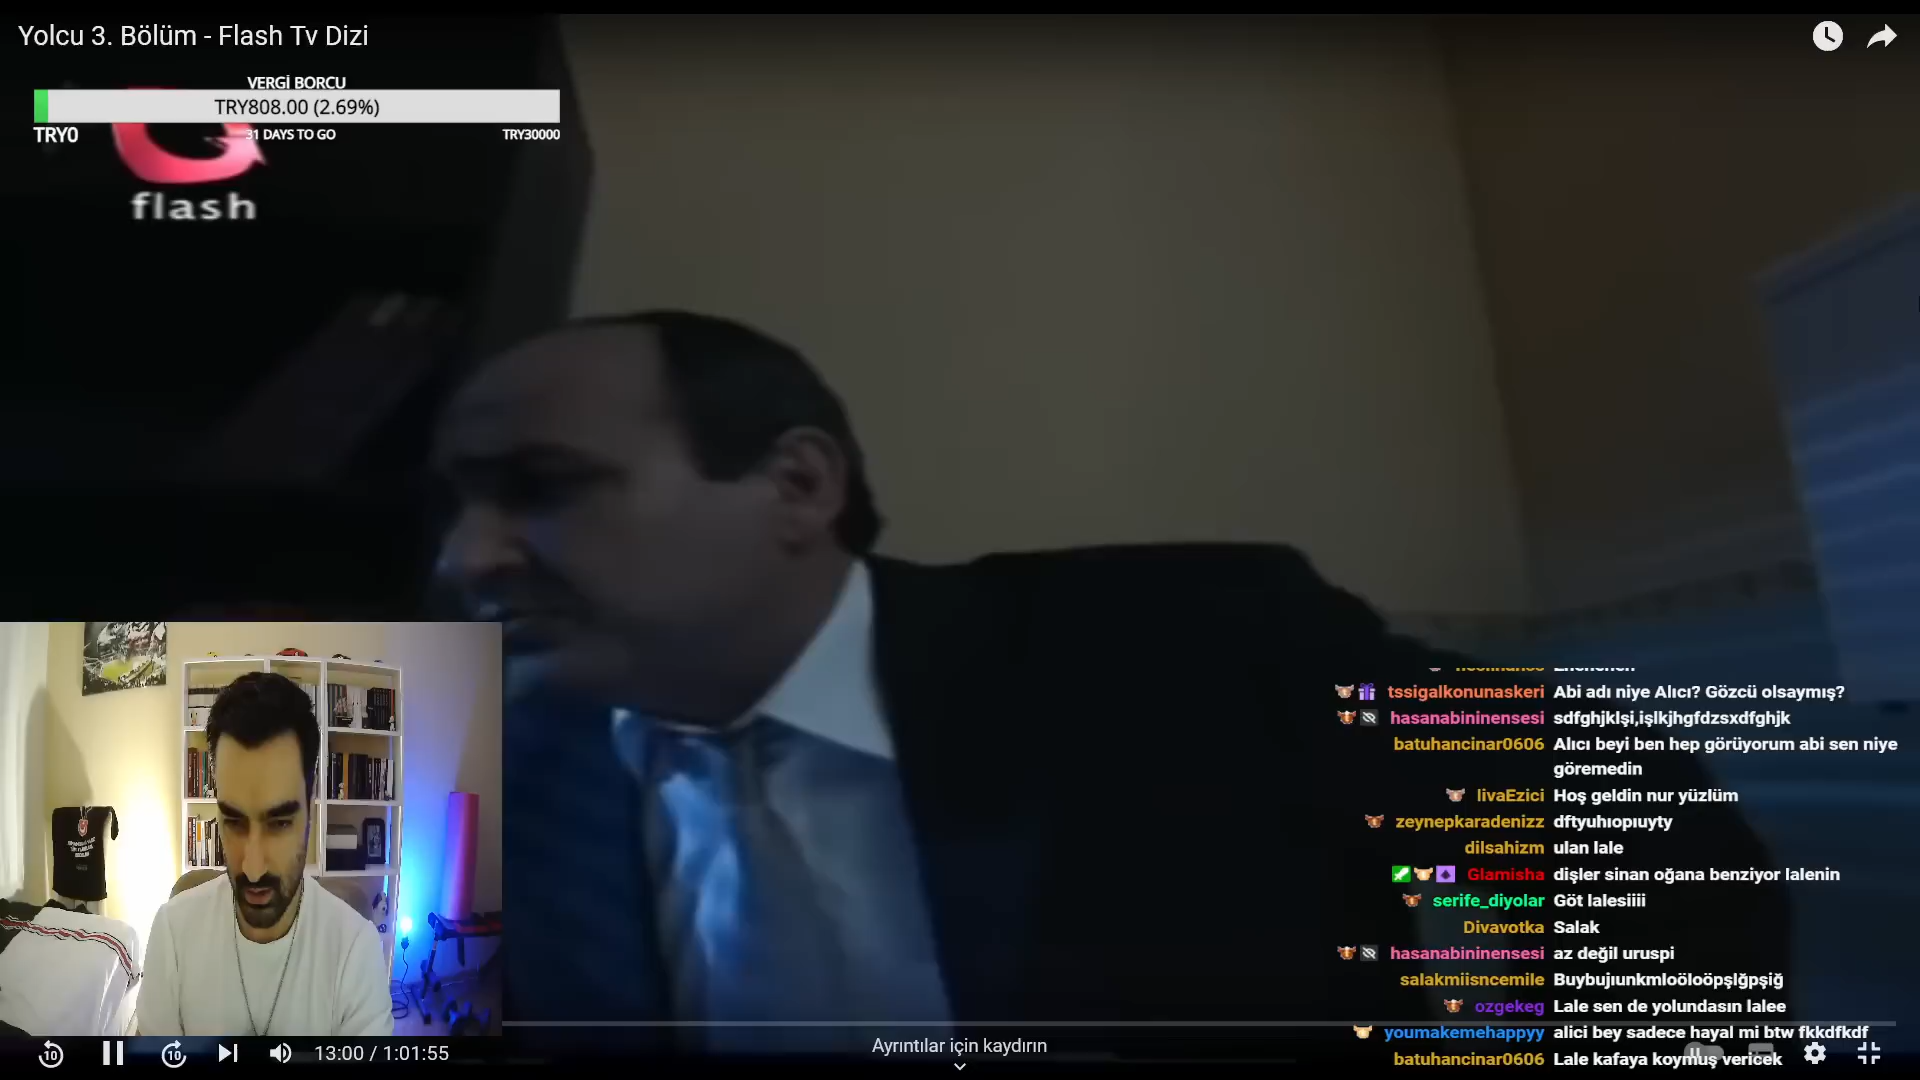 Yolcu 3. Bölüm - Flash Tv Dizi
VERGİ BORCU
TRY808.00 (2.69%)
TRY0
31 DAYS TO GO
TRY30000
flash
tssigalkonunaskeri Abi adı niye Alıcı? Gözcü olsaymış?
hasanabininensesi sdfghjklşi,işlkjhgfdzsxdfghjk
batuhancinar0606 Alıcı beyi ben hep görüyorum abi sen niye
göremedin
livaEzici Hoş geldin nur yüzlüm
zeynepkaradenizz dftyuhıopıuyty
dilsahizm ulan lale
Glamisha dişler sinan oğana benziyor lalenin
serife_diyolar Göt lalesiiii
Divavotka Salak
hasanabininensesi az değil uruspi
salakmiisncemile Buybujıunkmloöloöpşlğpşiğ
ozgekeg Lale sen de yolundasın lalee
youmakemehappyy alici bey sadece hayal mi btw fkkdfkdf
batuhancinar0606 Lale kafaya koymuş vericek
10
10
13:00 / 1:01:55
Ayrıntılar için kaydırın